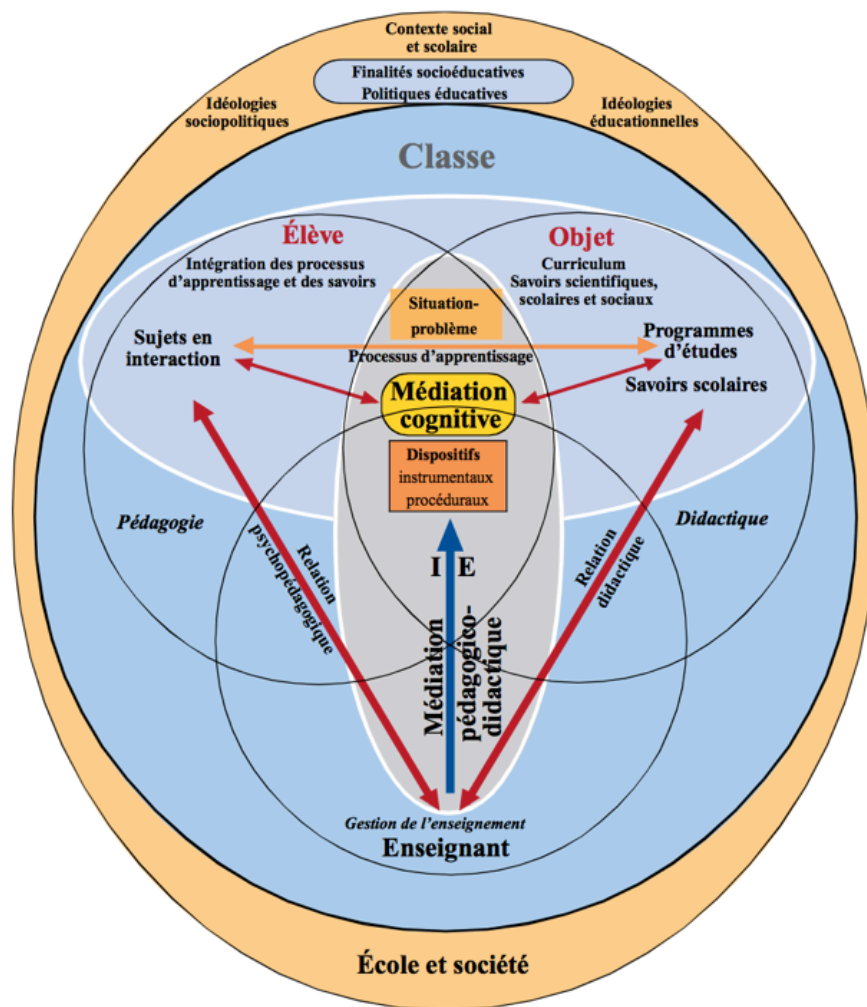 Contexte social
et scolaire
Finalités socioéducatives
Politiques éducatives
Idéologies
sociopolitiques
Idéologies
éducationnelles
Classe
Élève
Intégration des processus
d’apprentissage et des savoirs
Objet
Curriculum
Savoirs scientifiques,
scolaires et sociaux
Situation-
problème
Sujets en
interaction
Processus d’apprentissage
Programmes
d’études
Savoirs scolaires
Médiation
cognitive
Dispositifs
instrumentaux
procéduraux
Pédagogie
Didactique
Relation
psychopédagogique
I E
Relation
didactique
Médiation
pédagogico-
didactique
Gestion de l’enseignement
Enseignant
École et société